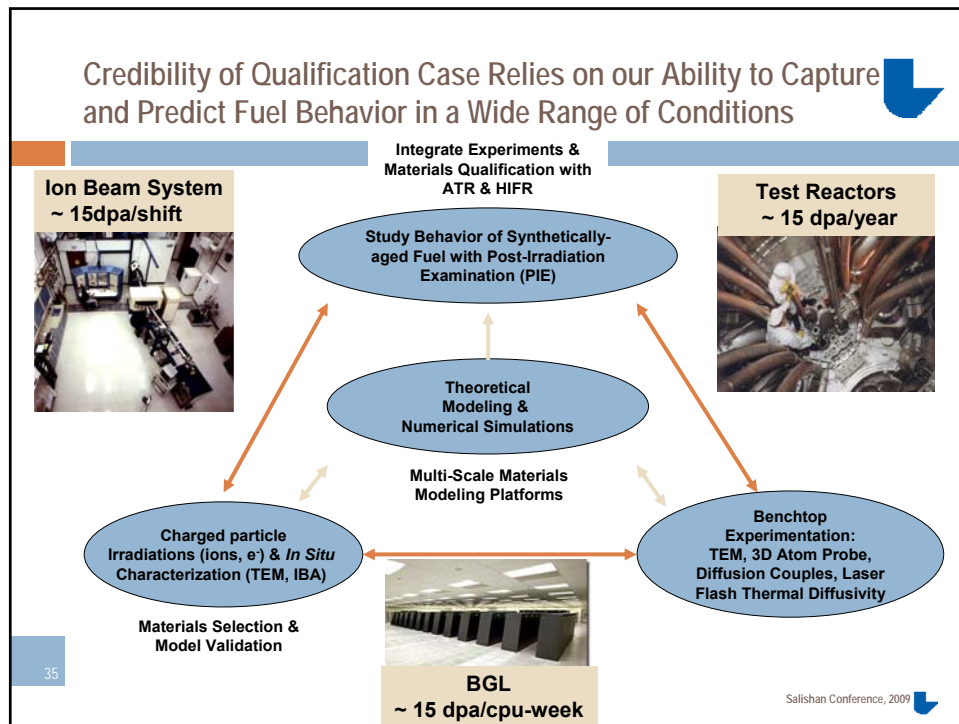 Credibility of Qualification Case Relies on our Ability to Capture
and Predict Fuel Behavior in a Wide Range of Conditions
Integrate Experiments &
Materials Qualification with
ATR & HIFR
Ion Beam System
~ 15dpa/shift
Test Reactors
~ 15 dpa/year
Study Behavior of Synthetically-
aged Fuel with Post-Irradiation
Examination (PIE)
Theoretical
Modeling &
Numerical Simulations
Multi-Scale Materials
Modeling Platforms
Charged particle
Irradiations (ions, e-) & In Situ
Characterization (TEM, IBA)
Benchtop
Experimentation:
TEM, 3D Atom Probe,
Diffusion Couples, Laser
Flash Thermal Diffusivity
Materials Selection &
Model Validation
BGL
~ 15 dpa/cpu-week
35
Salishan Conference, 2009